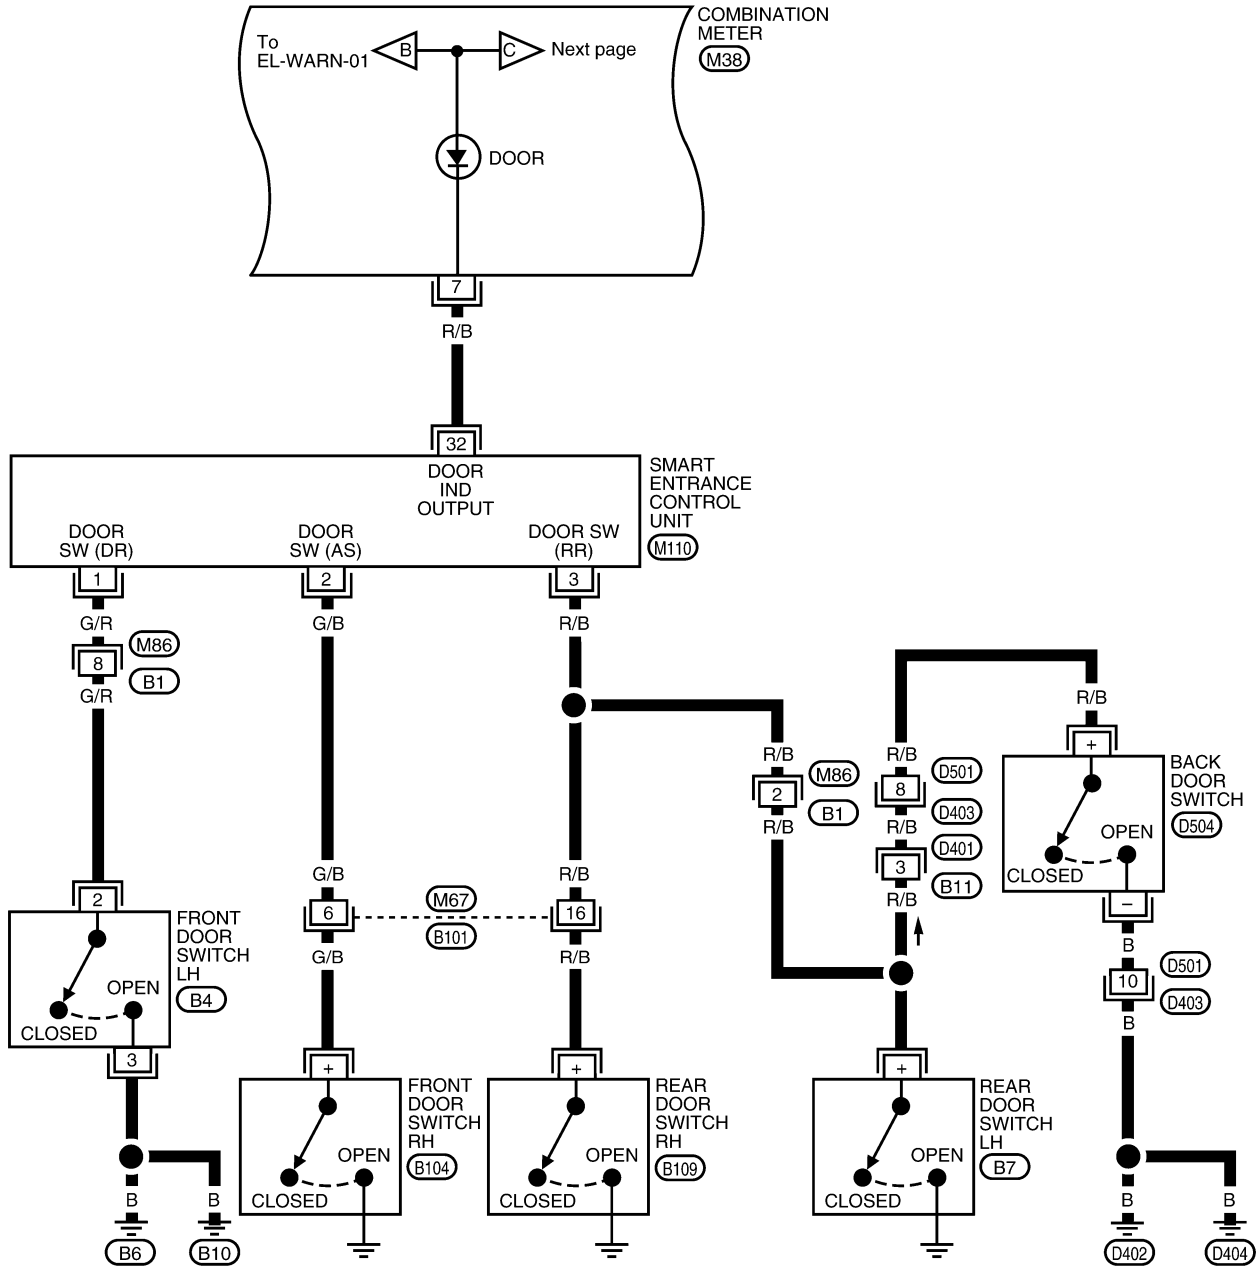 COMBINATION
METER
M38
To
EL-WARN-01
B
C
Next page
DOOR
7
R/B
32
DOOR
IND
OUTPUT
SMART
ENTRANCE
CONTROL
UNIT
M110
DOOR
SW (DR)
DOOR
SW (AS)
DOOR SW
(RR)
1
2
3
G/R
G/B
R/B
8
M86
B1
G/R
R/B
R/B
R/B
2
M86
B1
R/B
8
D501
D403
R/B
3
D401
B11
R/B
+
BACK
DOOR
SWITCH
D504
OPEN
CLOSED
–
B
10
D501
D403
B
G/B
R/B
6
M67
B101
16
G/B
R/B
2
FRONT
DOOR
SWITCH
LH
B4
OPEN
CLOSED
3
+
FRONT
DOOR
SWITCH
RH
B104
OPEN
CLOSED
+
REAR
DOOR
SWITCH
RH
B109
OPEN
CLOSED
+
REAR
DOOR
SWITCH
LH
B7
OPEN
CLOSED
B
B
B6
B10
B
B
D402
D404